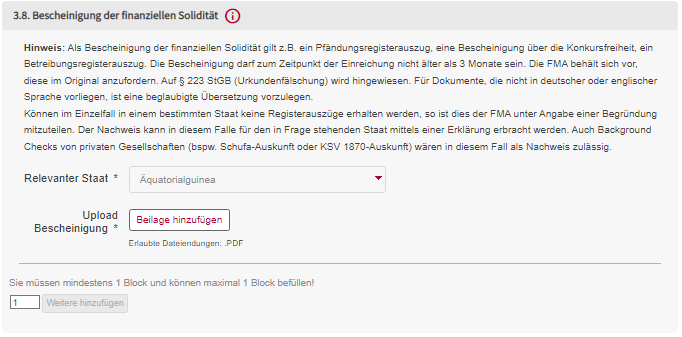 3.8. Bescheinigung der finanziellen Solidität
Hinweis: Als Bescheinigung der finanziellen Solidität gilt z.B. ein Pfändungsregisterauszug, eine Bescheinigung über die Konkursfreiheit, ein
Betreibungsregisterauszug. Die Bescheinigung darf zum Zeitpunkt der Einreichung nicht älter als 3 Monate sein. Die FMA behält sich vor,
diese im Original anzufordern. Auf § 223 StGB (Urkundenfälschung) wird hingewiesen. Für Dokumente, die nicht in deutscher oder englischer
Sprache vorliegen, ist eine beglaubigte Übersetzung vorzulegen.
Können im Einzelfall in einem bestimmten Staat keine Registerauszüge erhalten werden, so ist dies der FMA unter Angabe einer Begründung
mitzuteilen. Der Nachweis kann in diesem Falle für den in Frage stehenden Staat mittels einer Erklärung erbracht werden. Auch Background
Checks von privaten Gesellschaften (bspw. Schufa-Auskunft oder KSV 1870-Auskunft) wären in diesem Fall als Nachweis zulässig.
Relevanter Staat * Äquatorialguinea
Upload
Bescheinigung * Beilage hinzufügen
Erlaubte Dateiendungen: .PDF
Sie müssen mindestens 1 Block und können maximal 1 Block befüllen!
1 Weitere hinzufügen